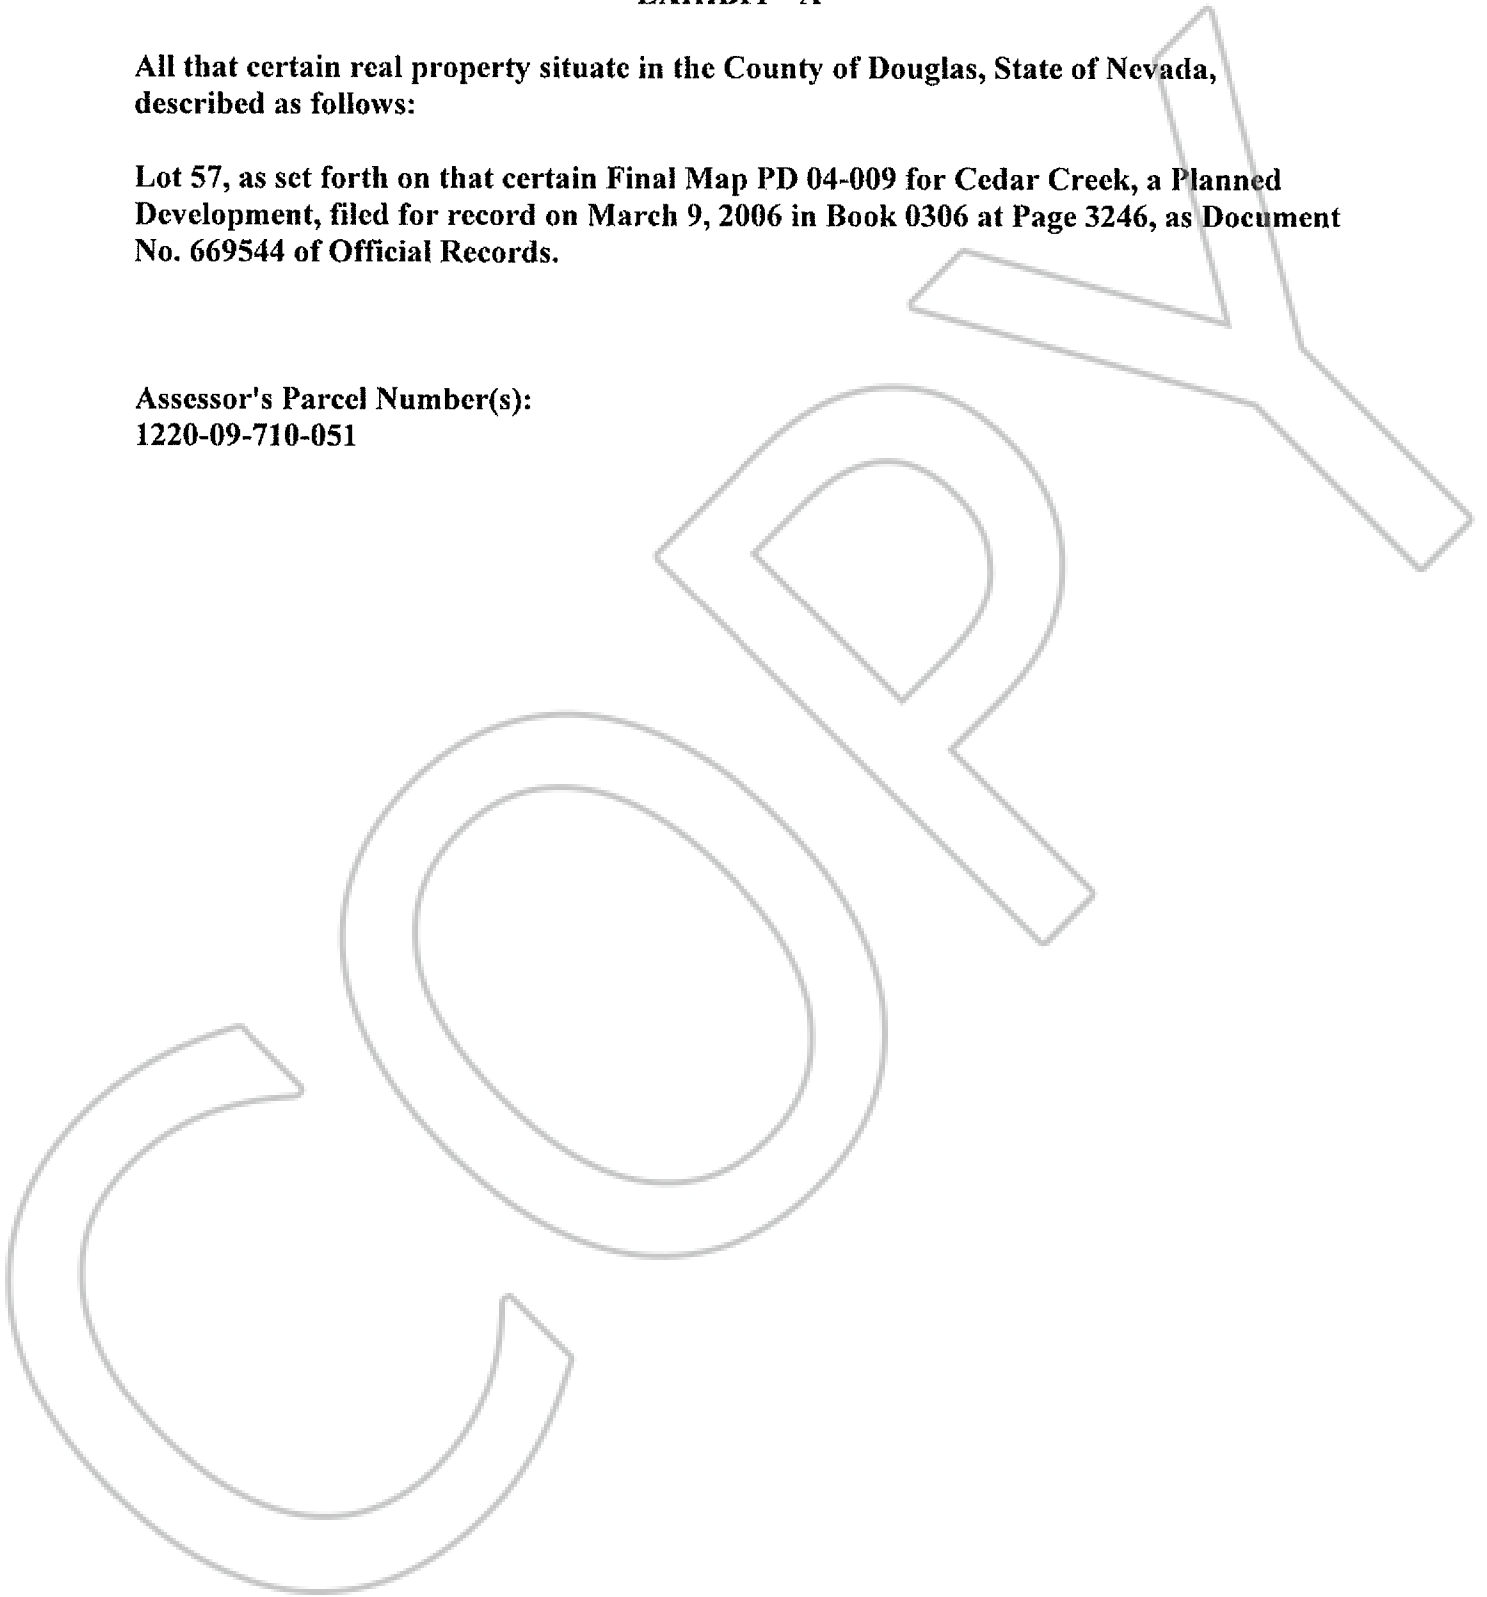 EXHIBIT "A"
All that certain real property situate in the County of Douglas, State of Nevada,
described as follows:
Lot 57, as set forth on that certain Final Map PD 04-009 for Cedar Creek, a Planned
Development, filed for record on March 9, 2006 in Book 0306 at Page 3246, as Document
No. 669544 of Official Records.
Assessor's Parcel Number(s):
1220-09-710-051
COPY